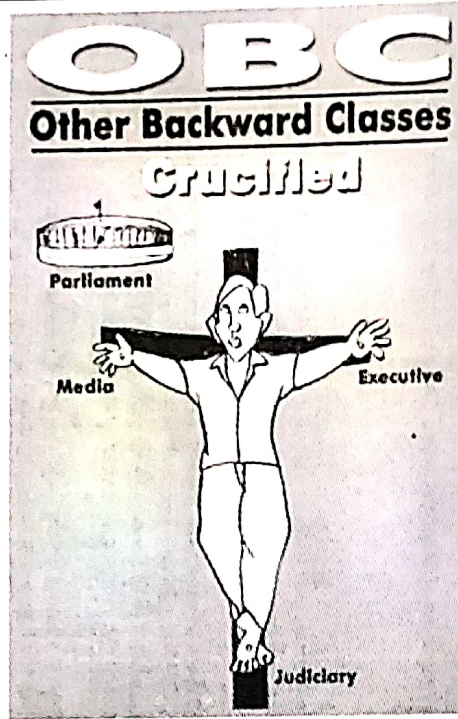 OBC
Other Backward Classes
Crucified
Parliament
Media
Executive
Judiciary